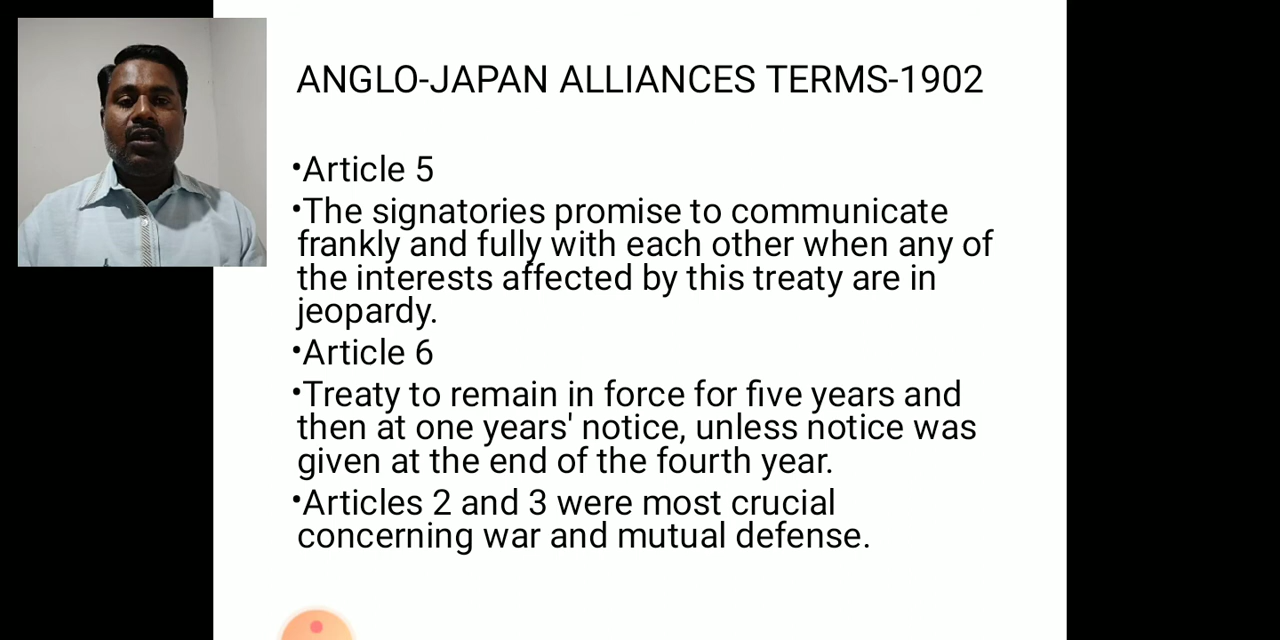 ANGLO-JAPAN ALLIANCES TERMS-1902
•Article 5
•The signatories promise to communicate
frankly and fully with each other when any of
the interests affected by this treaty are in
jeopardy.
•Article 6
•Treaty to remain in force for five years and
then at one years' notice, unless notice was
given at the end of the fourth year.
•Articles 2 and 3 were most crucial
concerning war and mutual defense.